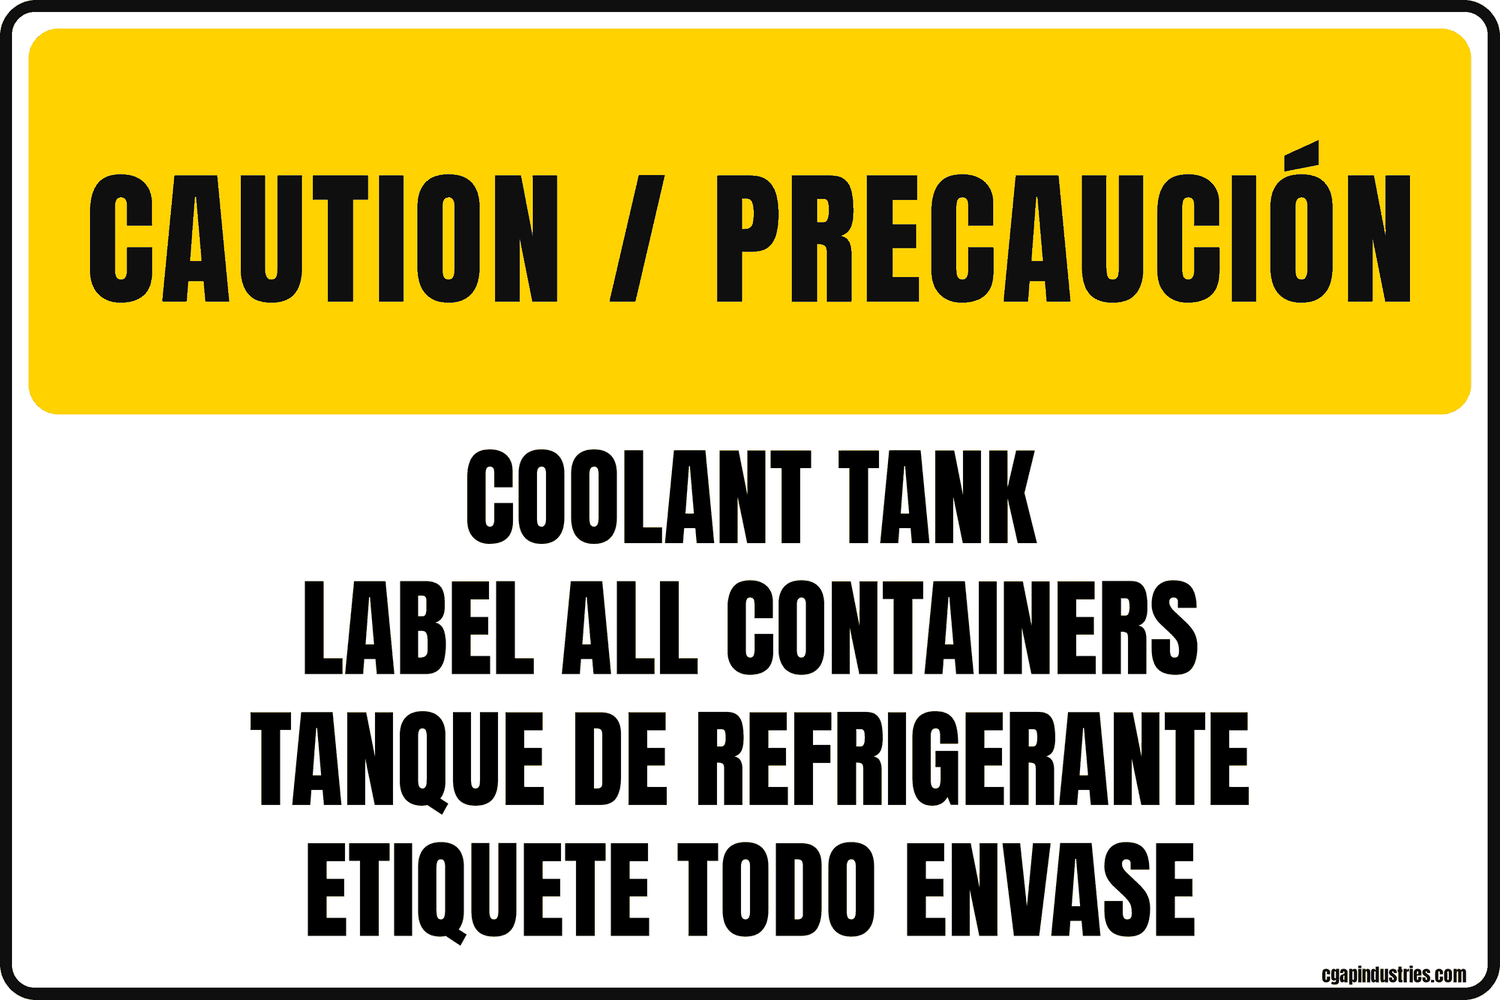 CAUTION / PRECAUCIÓN
COOLANT TANK
LABEL ALL CONTAINERS
TANQUE DE REFRIGERANTE
ETIQUETE TODO ENVASE
cgapindustries.com